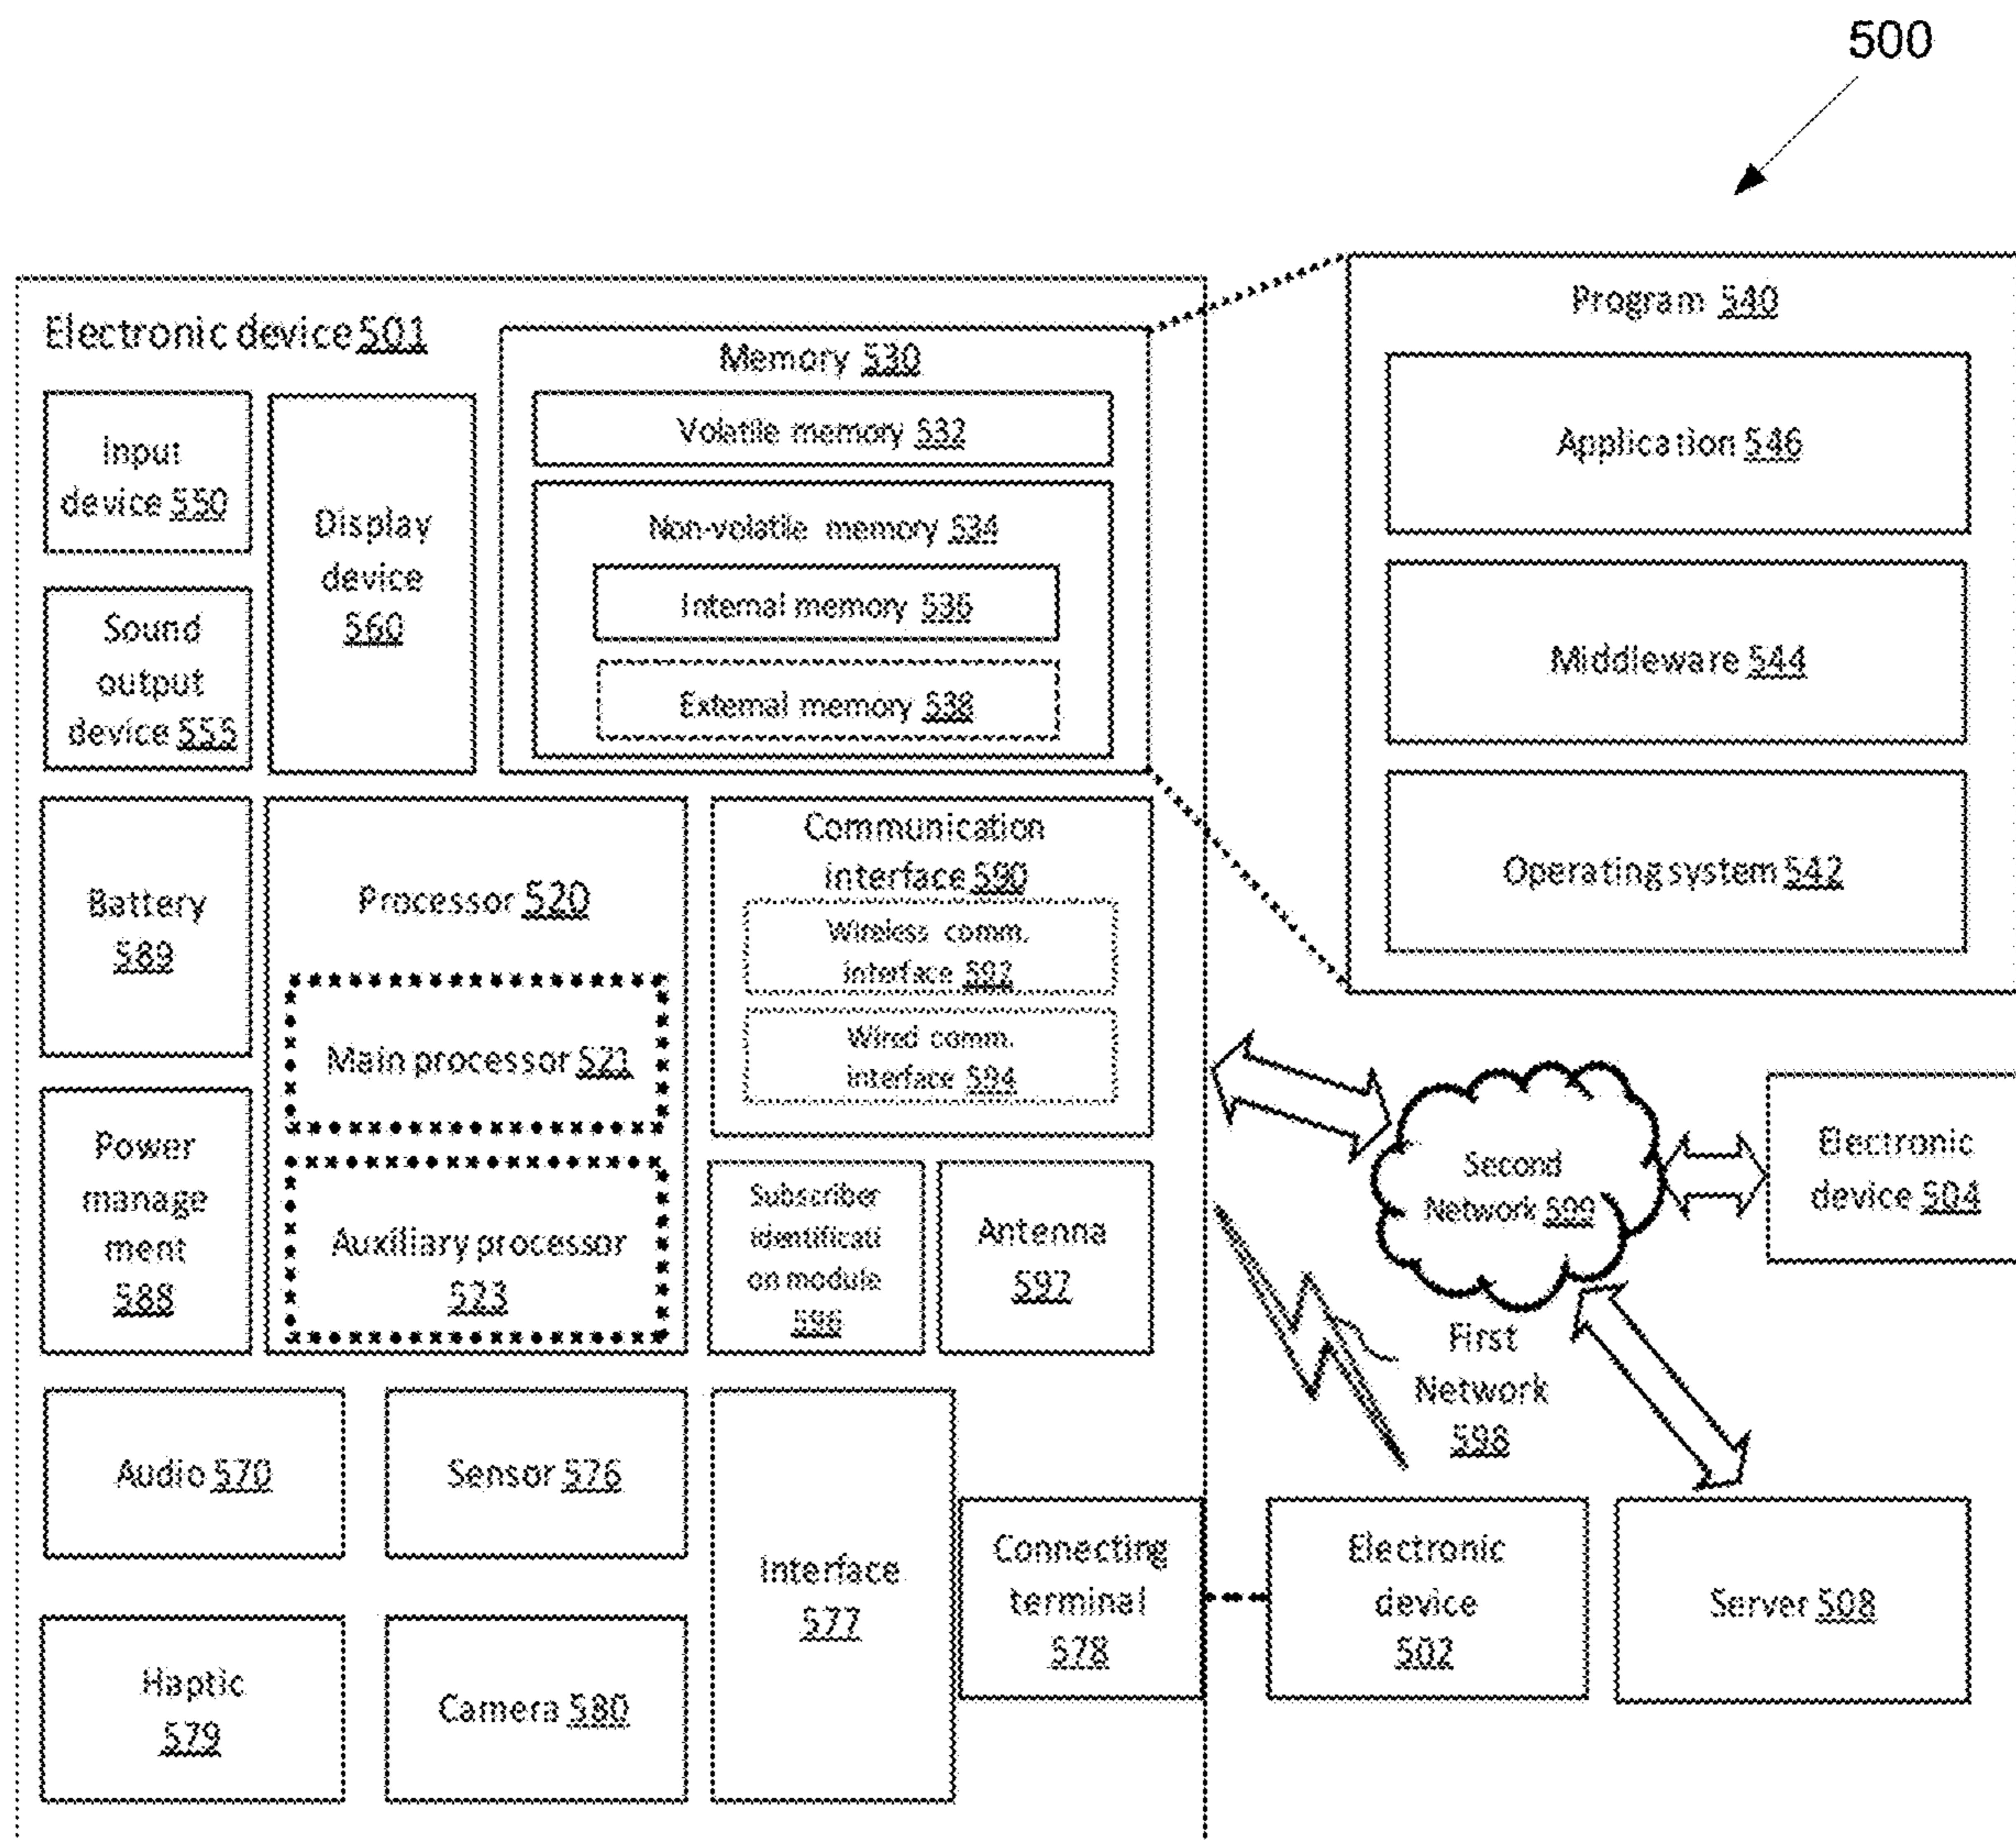 500
Electronic device 501
Memory 530
Volatile memory 532
Non-volatile memory 534
Internal memory 536
External memory 538
Input
device 550
Display
device
560
Sound
output
device 555
Program 540
Application 546
Middleware 544
Operating system 542
Battery
589
Processor 520
Main processor 521
Auxiliary processor
523
Communication
interface 590
Wireless comm.
interface 592
Wired comm.
interface 594
Power
manage
ment
588
Subscriber
identificati
on module
596
Antenna
597
Second
Network 599
Electronic
device 504
First
Network
598
Audio 570
Sensor 576
Interface
577
Connecting
terminal
578
Electronic
device
502
Server 508
Haptic
579
Camera 580